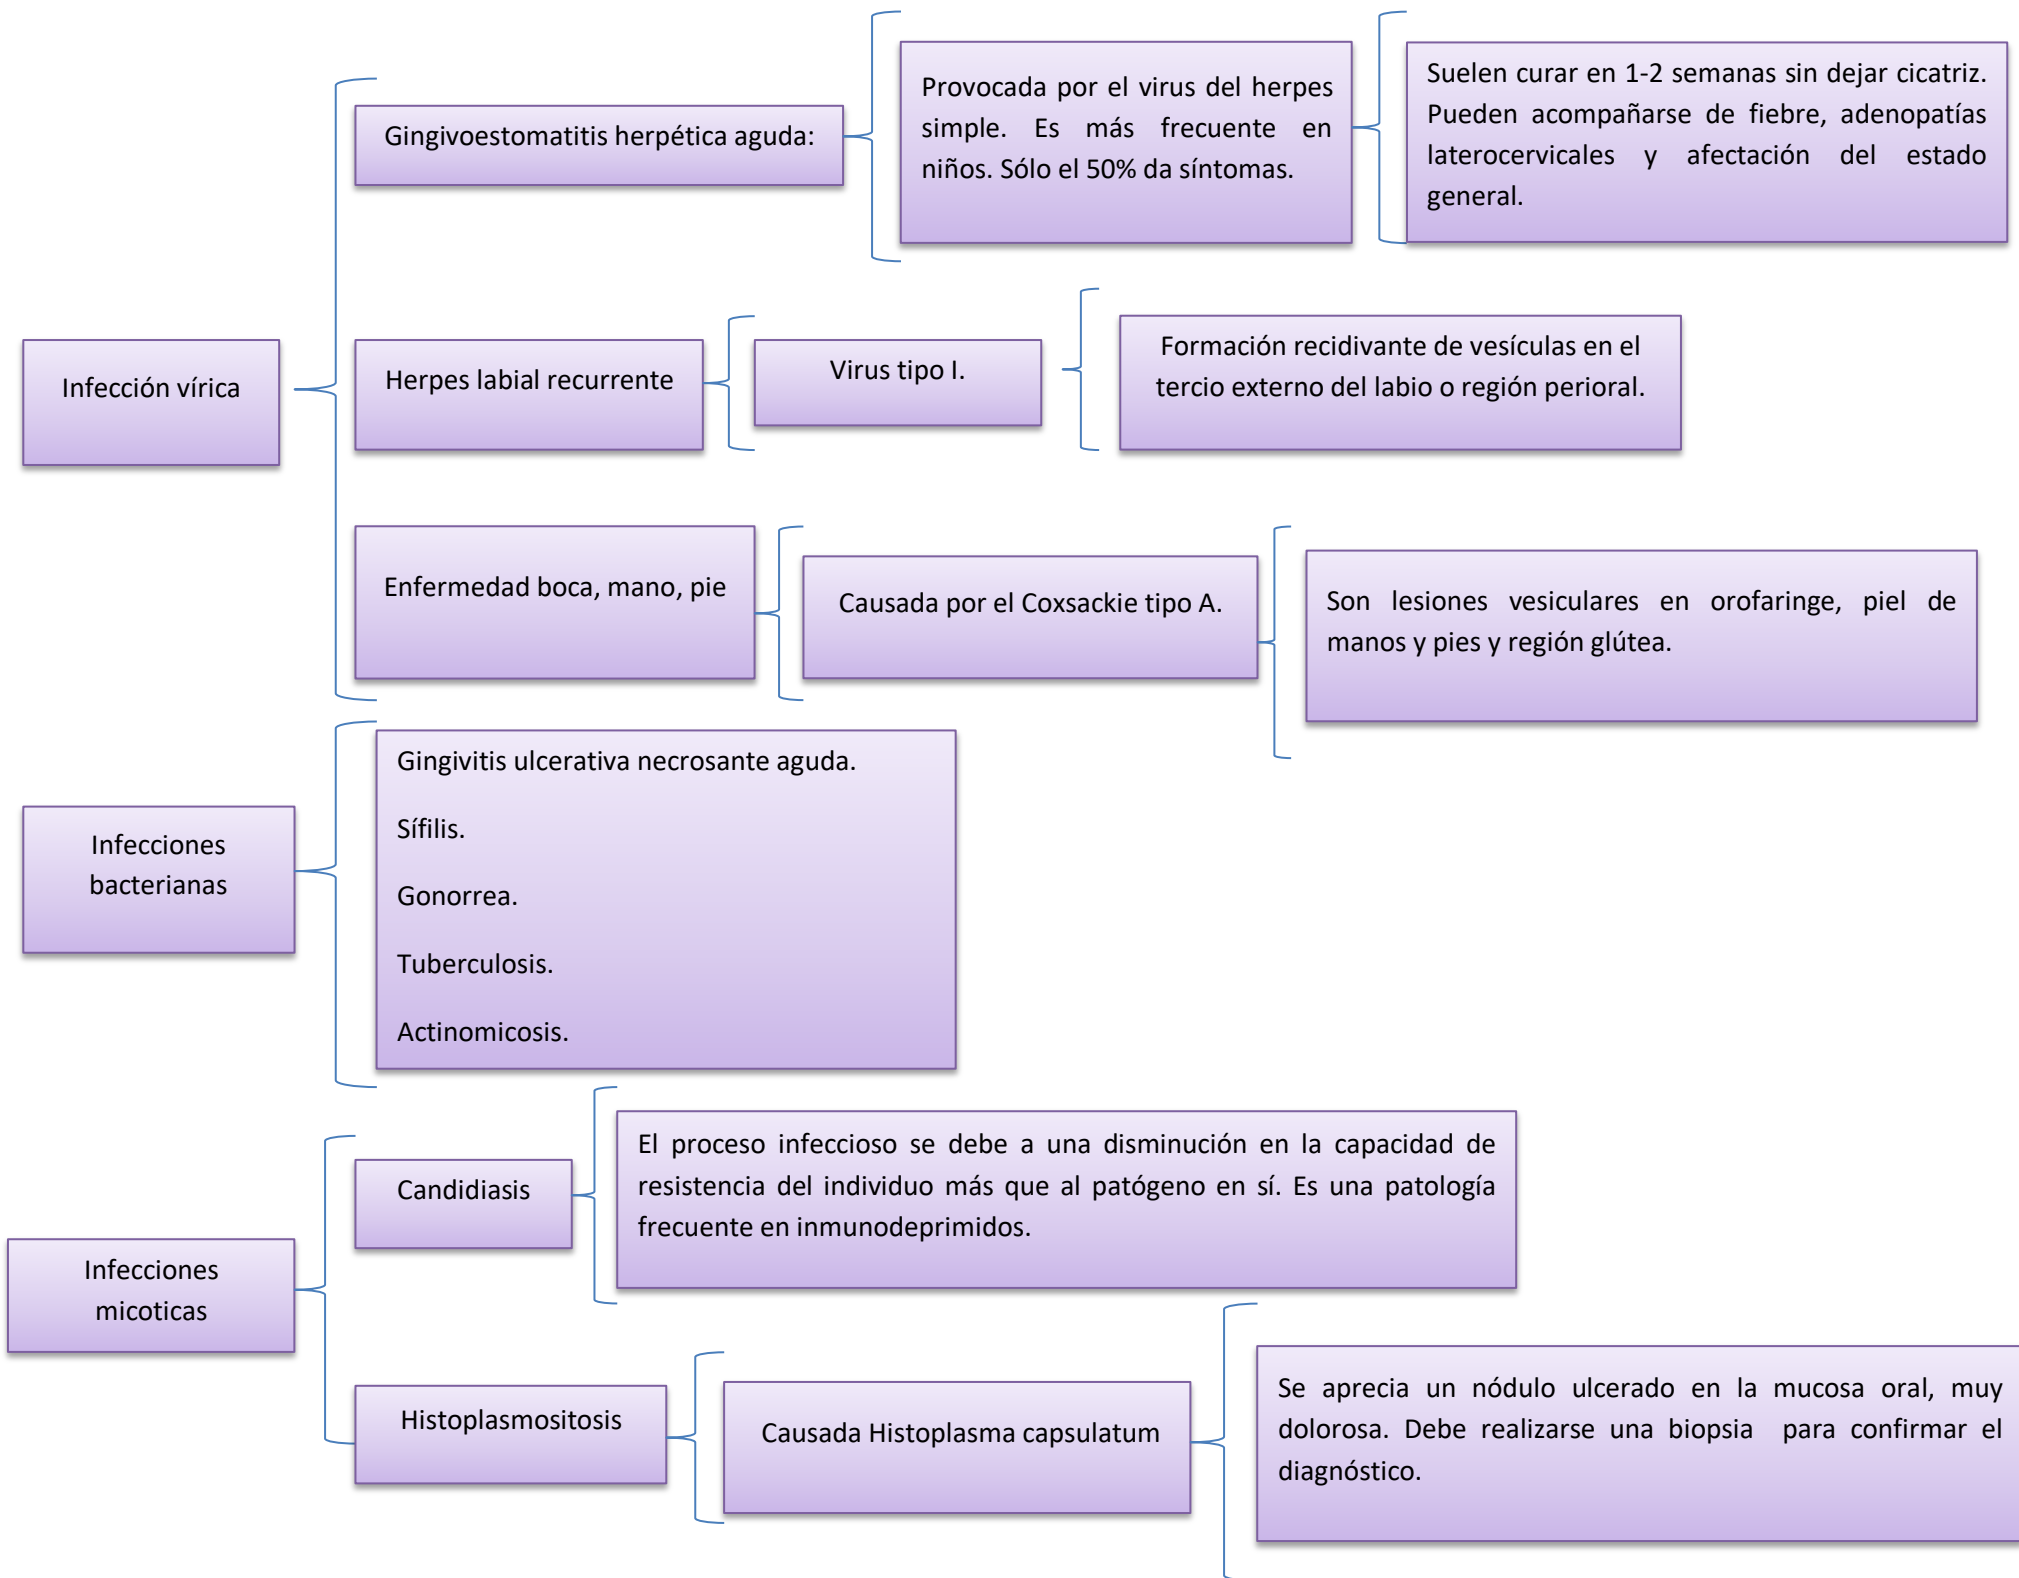 Infección vírica
Gingivoestomatitis herpética aguda:
Provocada por el virus del herpes
simple. Es más frecuente en
niños. Sólo el 50% da síntomas.
Suelen curar en 1-2 semanas sin dejar cicatriz.
Pueden acompañarse de fiebre, adenopatías
laterocervicales y afectación del estado
general.
Herpes labial recurrente
Virus tipo I.
Formación recidivante de vesículas en el
tercio externo del labio o región perioral.
Enfermedad boca, mano, pie
Causada por el Coxsackie tipo A.
Son lesiones vesiculares en orofaringe, piel de
manos y pies y región glútea.
Infecciones
bacterianas
Gingivitis ulcerativa necrosante aguda.
Sífilis.
Gonorrea.
Tuberculosis.
Actinomicosis.
Infecciones
micoticas
Candidiasis
El proceso infeccioso se debe a una disminución en la capacidad de
resistencia del individuo más que al patógeno en sí. Es una patología
frecuente en inmunodeprimidos.
Histoplasmositosis
Causada Histoplasma capsulatum
Se aprecia un nódulo ulcerado en la mucosa oral, muy
dolorosa. Debe realizarse una biopsia para confirmar el
diagnóstico.